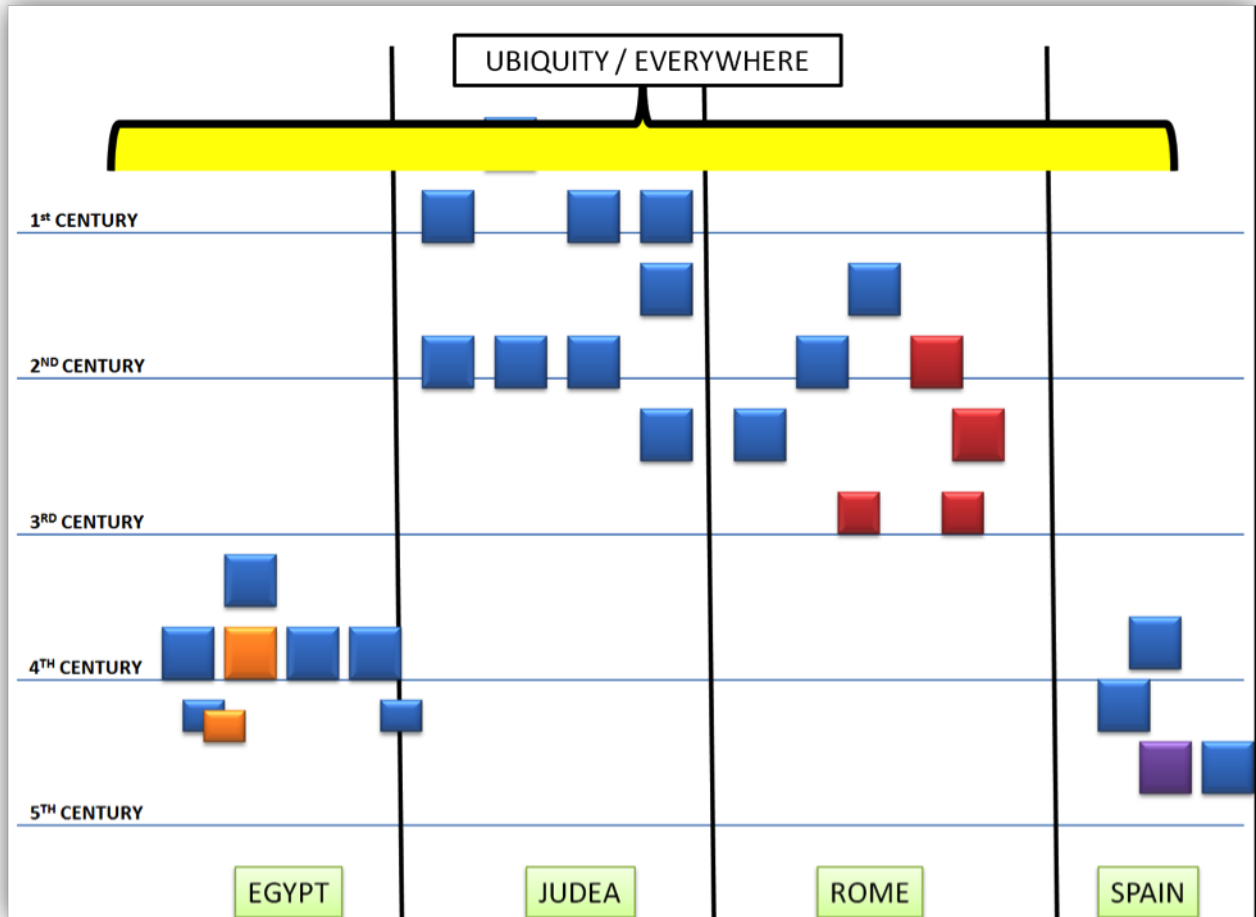 UBIQUITY / EVERYWHERE
1st CENTURY
2ND CENTURY
3RD CENTURY
4TH CENTURY
5TH CENTURY
EGYPT JUDEA ROME SPAIN